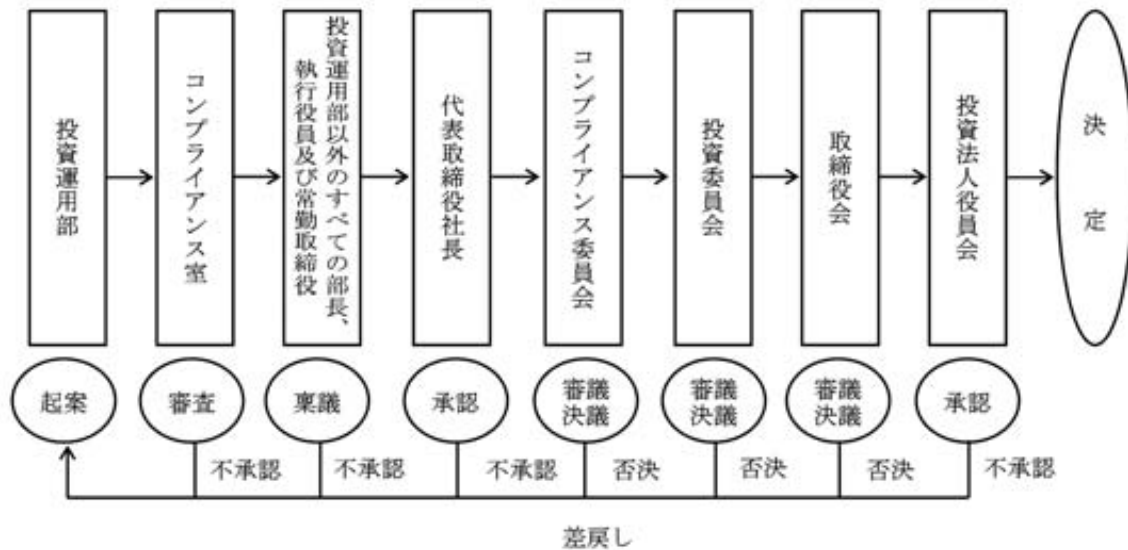 投資運用部
コンプライアンス室
投資運用部以外のすべての部長、
執行役員及び常勤取締役
代表取締役社長
コンプライアンス委員会
投資委員会
取締役会
投資法人役員会
決定
起案
審査
稟議
承認
審議
決議
審議
決議
審議
決議
承認
不承認
不承認
不承認
否決
否決
否決
不承認
差戻し